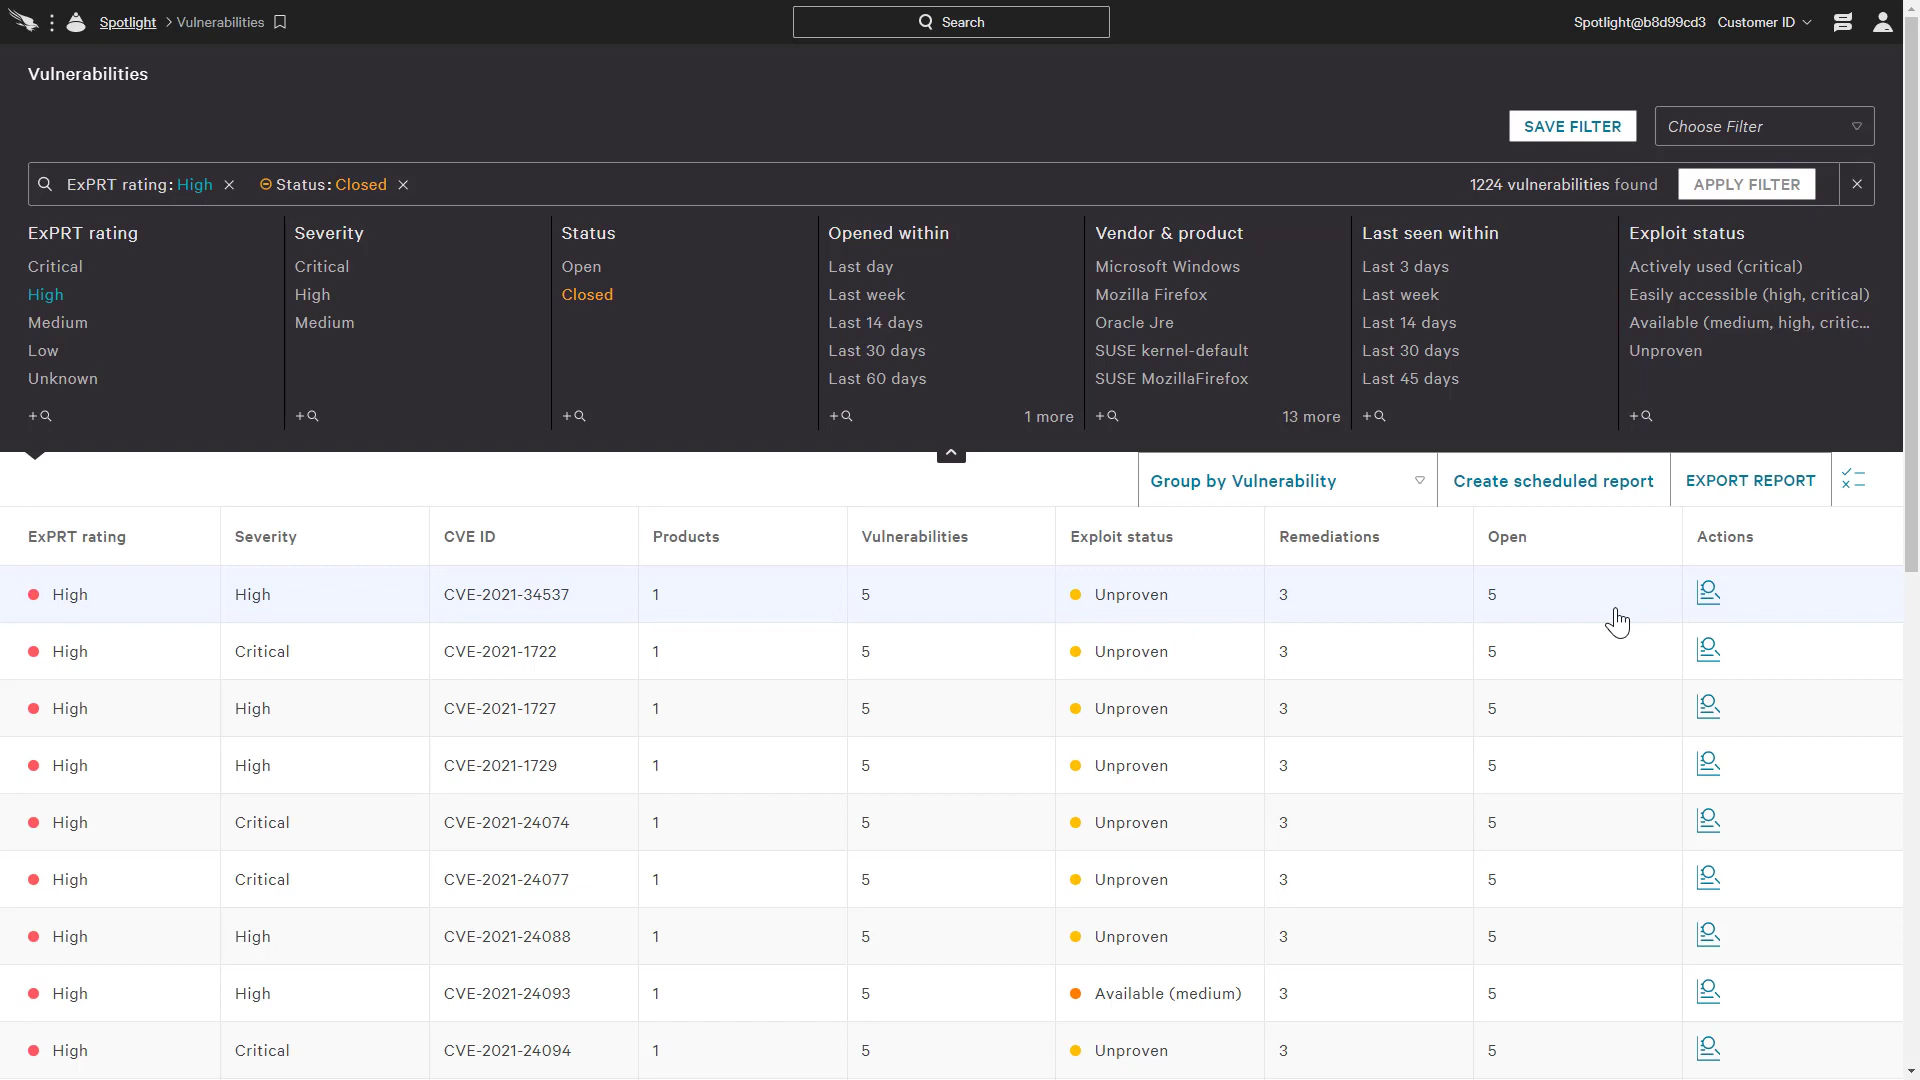 Spotlight > Vulnerabilities
Search
Spotlight@b8d99cd3 Customer ID
Vulnerabilities
SAVE FILTER
Choose Filter
ExPRT rating: High × Status: Closed ×
1224 vulnerabilities found
APPLY FILTER
ExPRT rating
Critical
High
Medium
Low
Unknown
Severity
Critical
High
Medium
Status
Open
Closed
Opened within
Last day
Last week
Last 14 days
Last 30 days
Last 60 days
1 more
Vendor & product
Microsoft Windows
Mozilla Firefox
Oracle Jre
SUSE kernel-default
SUSE MozillaFirefox
13 more
Last seen within
Last 3 days
Last week
Last 14 days
Last 30 days
Last 45 days
Exploit status
Actively used (critical)
Easily accessible (high, critical)
Available (medium, high, critic...
Unproven
Group by Vulnerability
Create scheduled report
EXPORT REPORT
ExPRT rating Severity CVE ID Products Vulnerabilities Exploit status Remediations Open Actions
High High CVE-2021-34537 1 5 Unproven 3 5
High Critical CVE-2021-1722 1 5 Unproven 3 5
High High CVE-2021-1727 1 5 Unproven 3 5
High High CVE-2021-1729 1 5 Unproven 3 5
High Critical CVE-2021-24074 1 5 Unproven 3 5
High Critical CVE-2021-24077 1 5 Unproven 3 5
High High CVE-2021-24088 1 5 Unproven 3 5
High High CVE-2021-24093 1 5 Available (medium) 3 5
High Critical CVE-2021-24094 1 5 Unproven 3 5